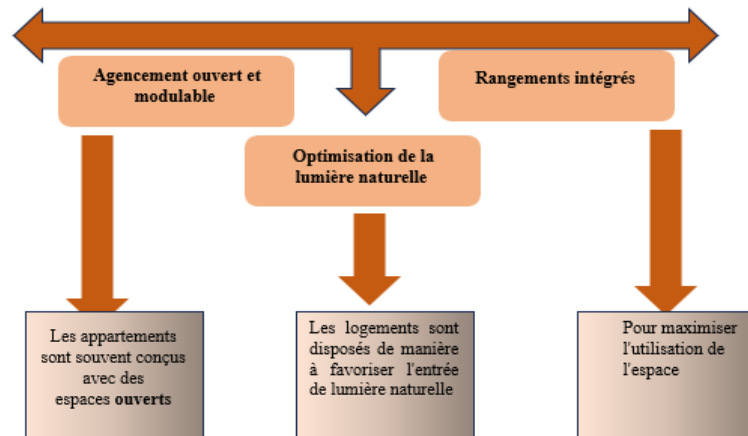 Agencement ouvert et
modulable
Rangements intégrés
Optimisation de la
lumière naturelle
Les appartements
sont souvent conçus
avec des
espaces ouverts
Les logements sont
disposés de manière
à favoriser l'entrée
de lumière naturelle
Pour maximiser
l'utilisation de
l'espace